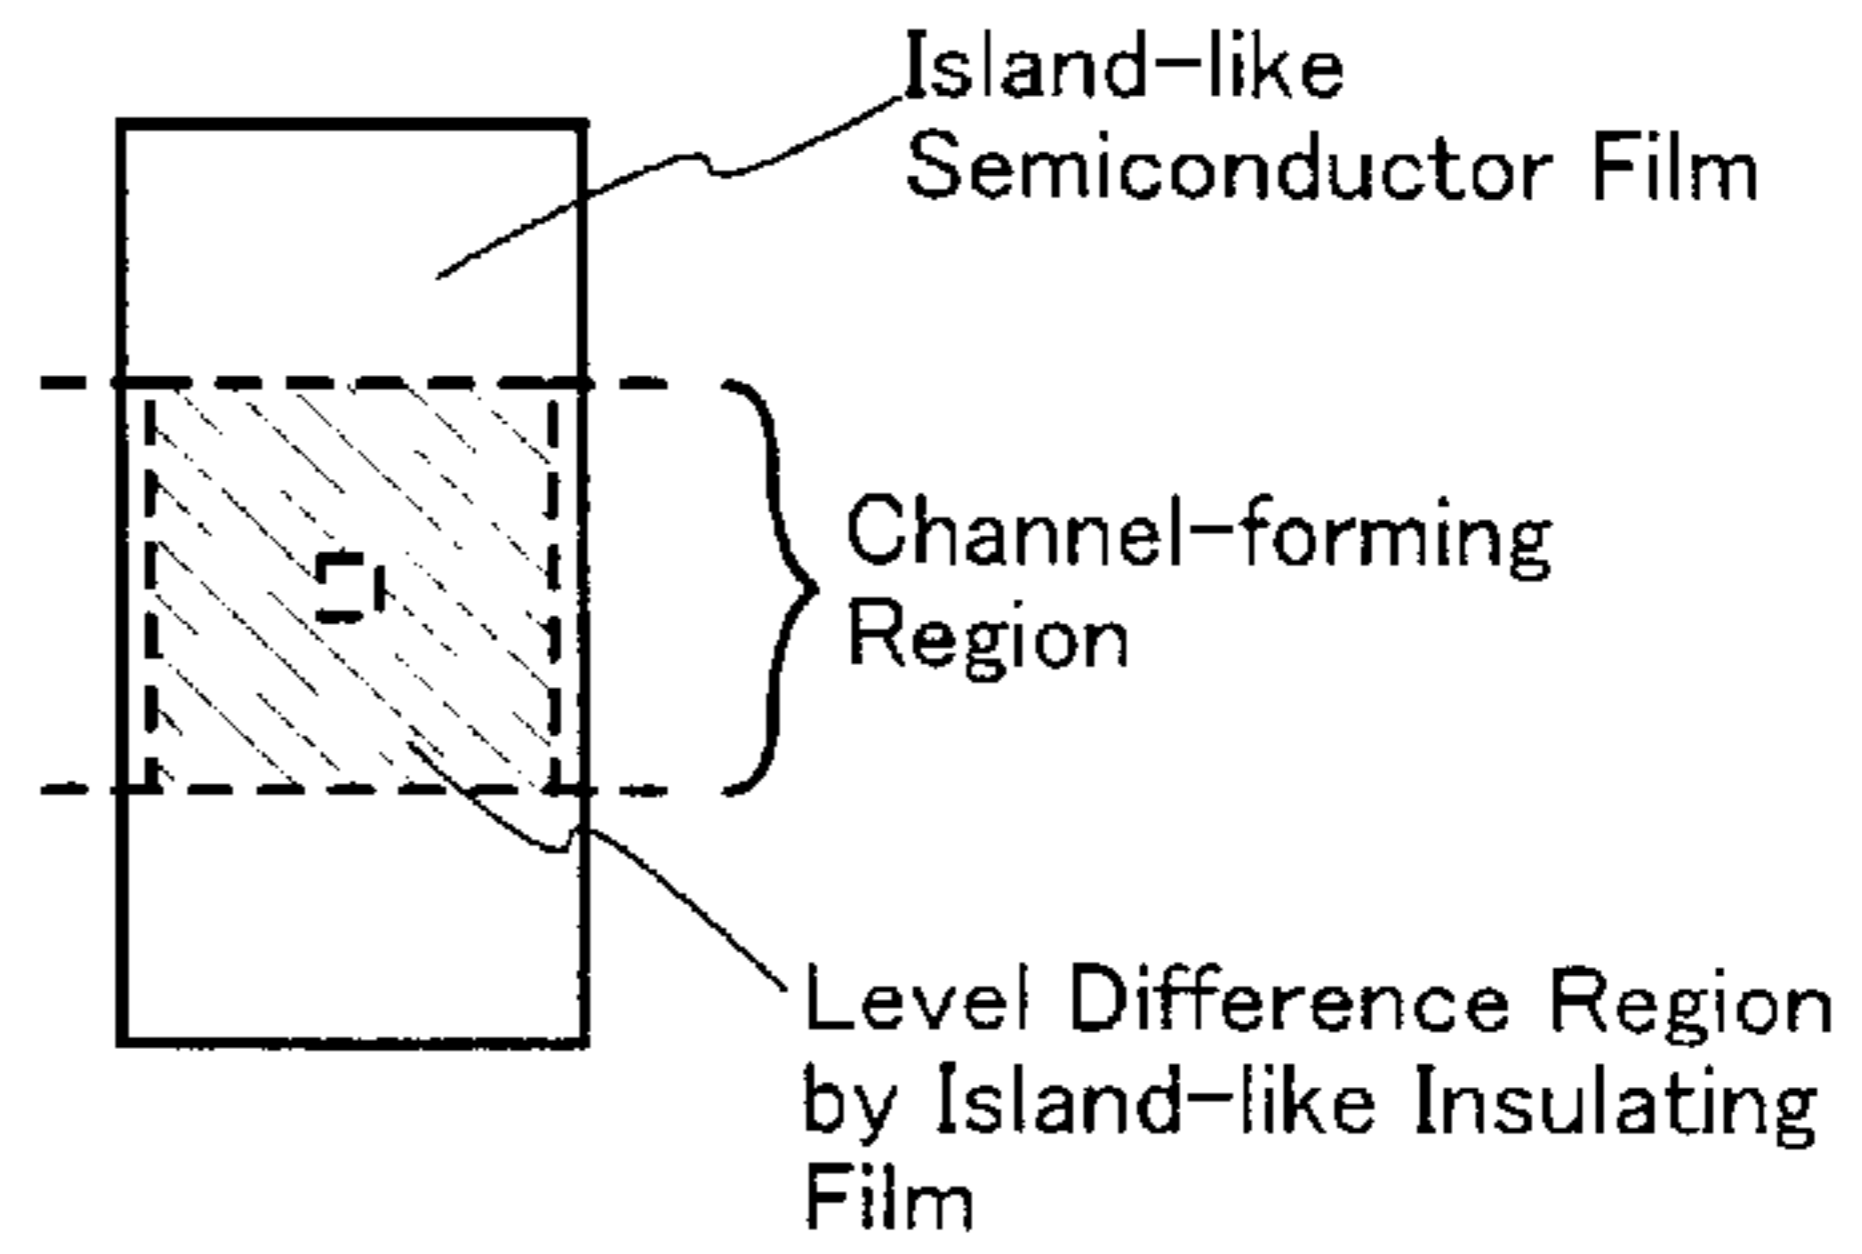 Island-like
Semiconductor Film
Channel-forming
Region
Level Difference Region
by Island-like Insulating
Film